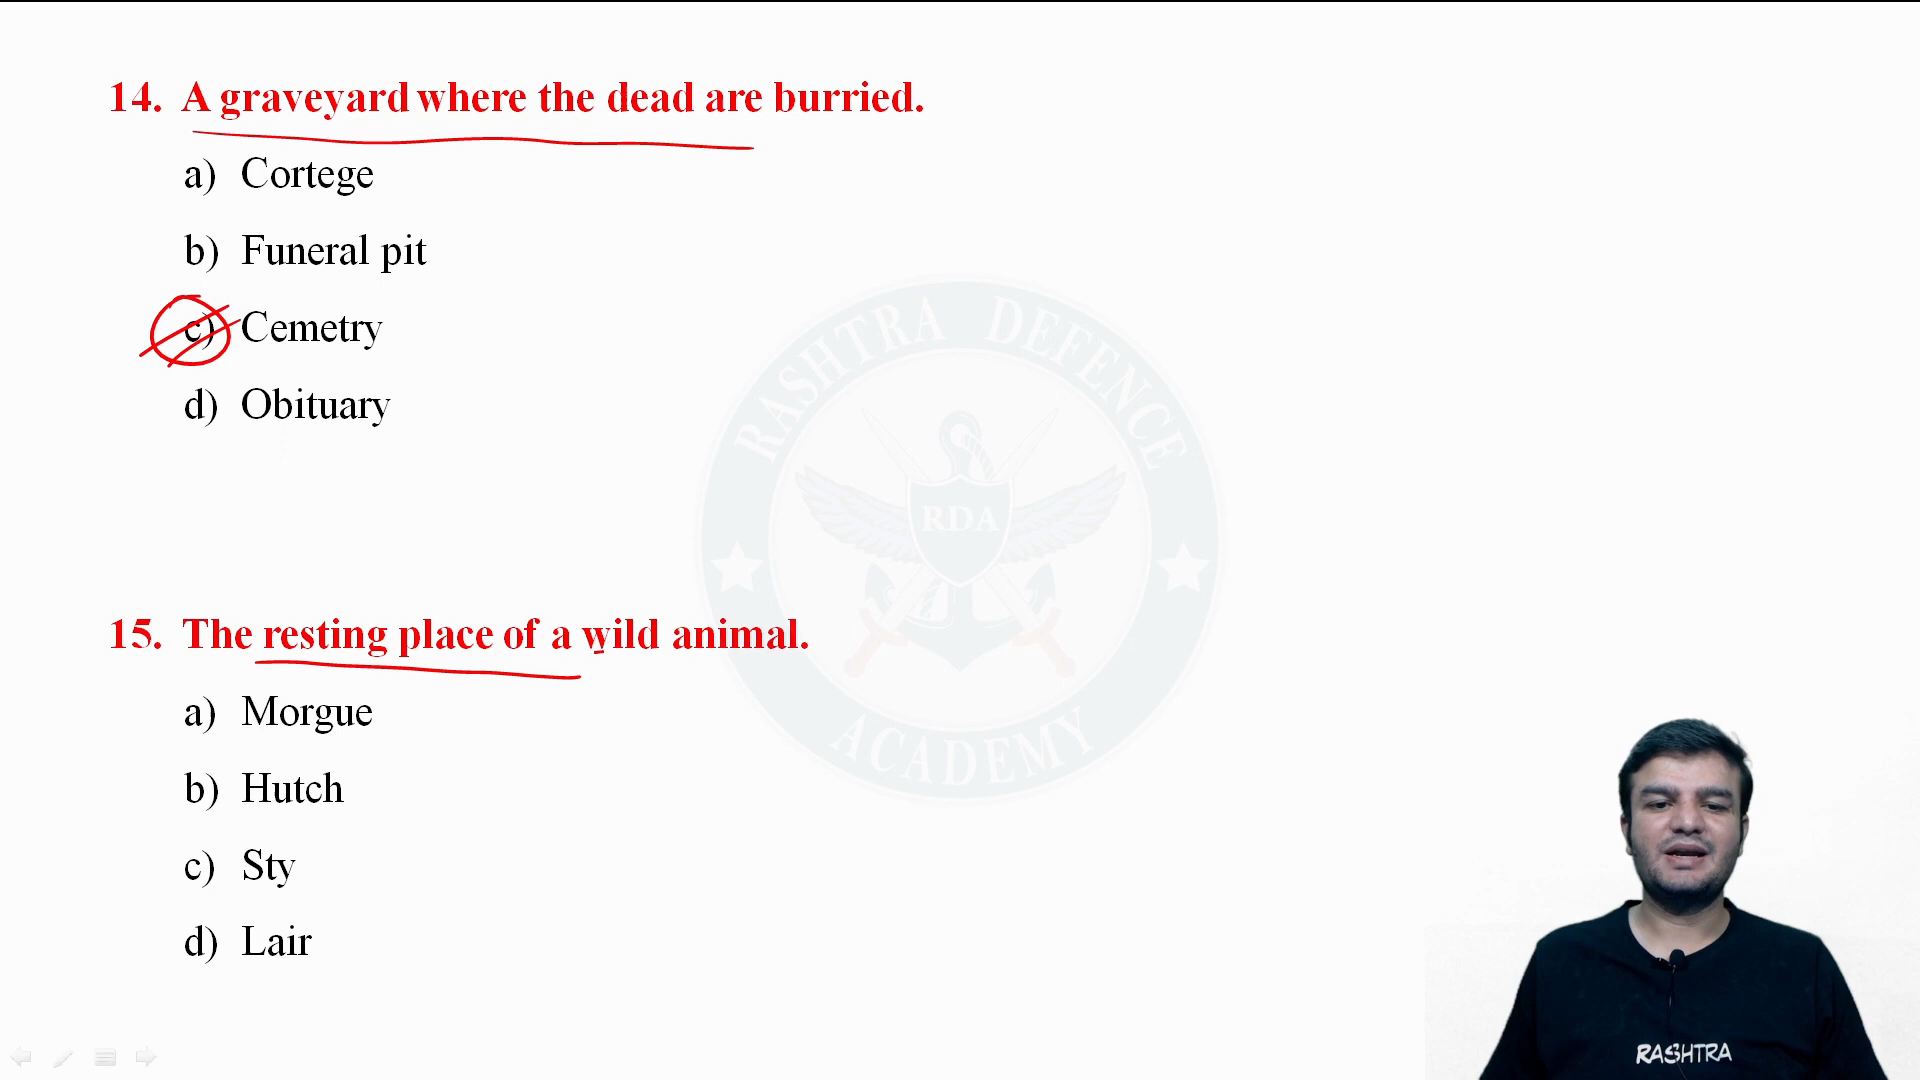 14. A graveyard where the dead are burried.
a) Cortege
b) Funeral pit
c) Cemetry
d) Obituary
RASHTRA DEFENCE
RDA
ACADEMY
15. The resting place of a wild animal.
a) Morgue
b) Hutch
c) Sty
d) Lair
RASHTRA